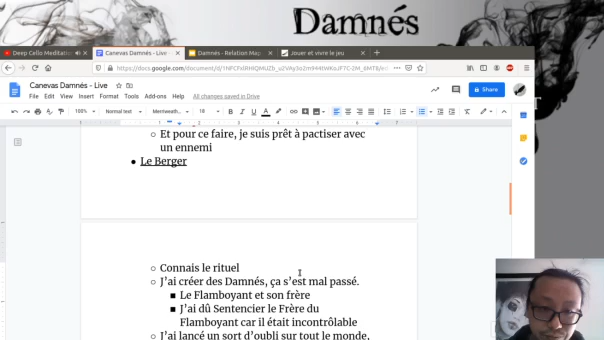 Damnés
Deep Cello Meditati
Canevas Damnés - Live
Damnés - Relation Map
Jouer et vivre le jeu
Canevas Damnés - Live
File Edit View Insert Format Tools Add-ons Help All changes saved in Drive
Share
100% Normal text Merriweath... 18 B I U A
Et pour ce faire, je suis prêt à pactiser avec
un ennemi
Le Berger
Connais le rituel
J'ai créer des Damnés, ça s'est mal passé.
Le Flamboyant et son frère
J'ai dû Sentencier le Frère du
Flamboyant car il était incontrôlable
J'ai lancé un sort d'oubli sur tout le monde,